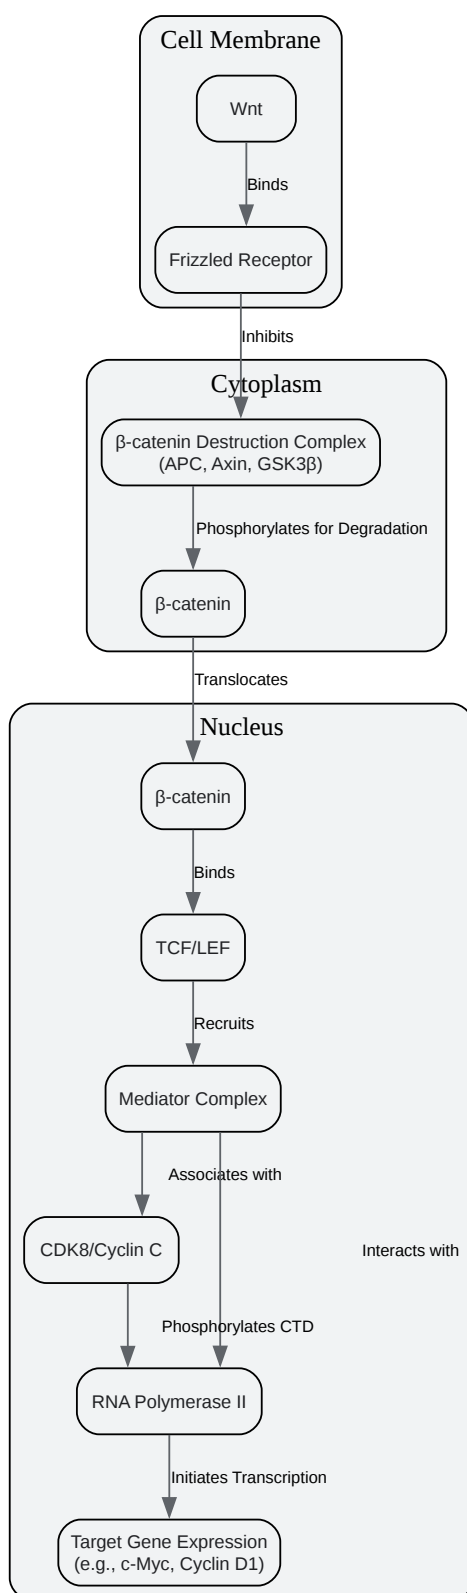 Cell Membrane
Wnt
Binds
Frizzled Receptor
Inhibits
Cytoplasm
β-catenin Destruction Complex
(APC, Axin, GSK3β)
Phosphorylates for Degradation
β-catenin
Translocates
Nucleus
β-catenin
Binds
TCF/LEF
Recruits
Mediator Complex
Associates with
CDK8/Cyclin C
Interacts with
Phosphorylates CTD
RNA Polymerase II
Initiates Transcription
Target Gene Expression
(e.g., c-Myc, Cyclin D1)